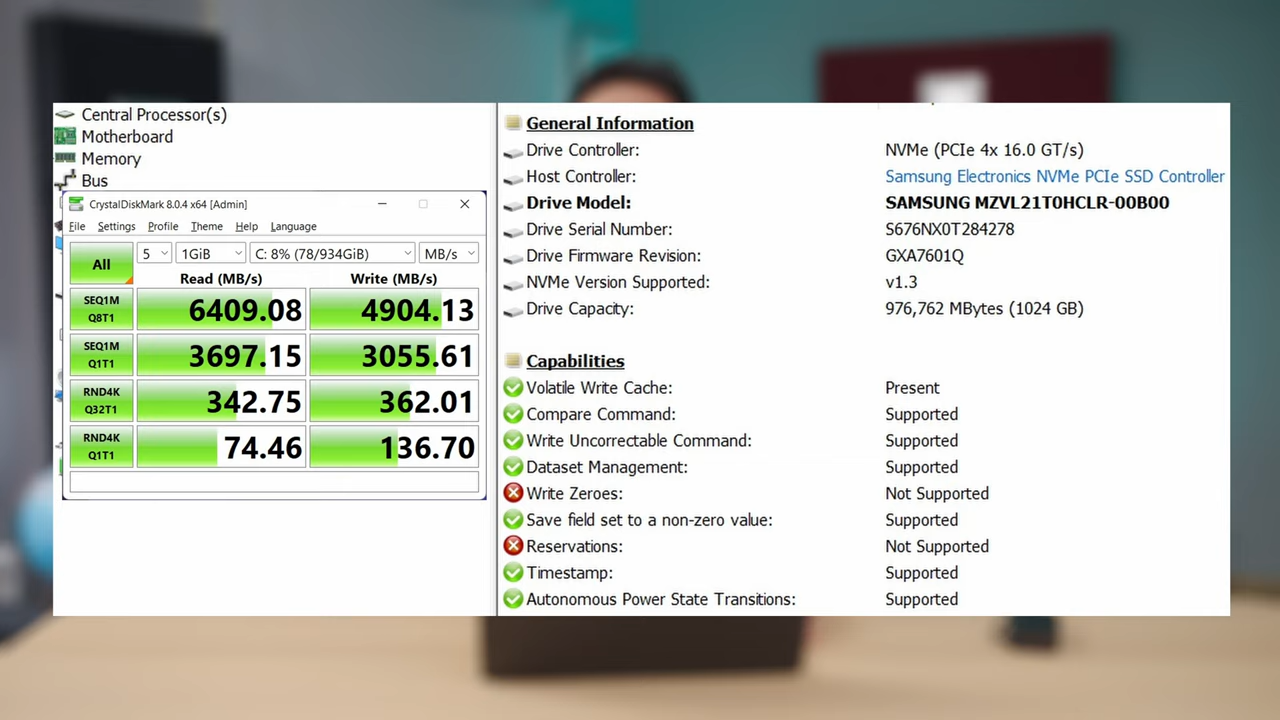 Central Processor(s)
Motherboard
Memory
Bus
CrystalDiskMark 8.0.4 x64 [Admin]
File Settings Profile Theme Help Language
All 5 1GiB C: 8% (78/934GiB) MB/s
Read (MB/s) Write (MB/s)
SEQ1M
Q8T1
6409.08 4904.13
SEQ1M
Q1T1
3697.15 3055.61
RND4K
Q32T1
342.75 362.01
RND4K
Q1T1
74.46 136.70
General Information
Drive Controller: NVMe (PCIe 4x 16.0 GT/s)
Host Controller: Samsung Electronics NVMe PCIe SSD Controller
Drive Model: SAMSUNG MZVL21T0HCLR-00B00
Drive Serial Number: S676NX0T284278
Drive Firmware Revision: GXA7601Q
NVMe Version Supported: v1.3
Drive Capacity: 976,762 MBytes (1024 GB)
Capabilities
Volatile Write Cache: Present
Compare Command: Supported
Write Uncorrectable Command: Supported
Dataset Management: Supported
Write Zeroes: Not Supported
Save field set to a non-zero value: Supported
Reservations: Not Supported
Timestamp: Supported
Autonomous Power State Transitions: Supported